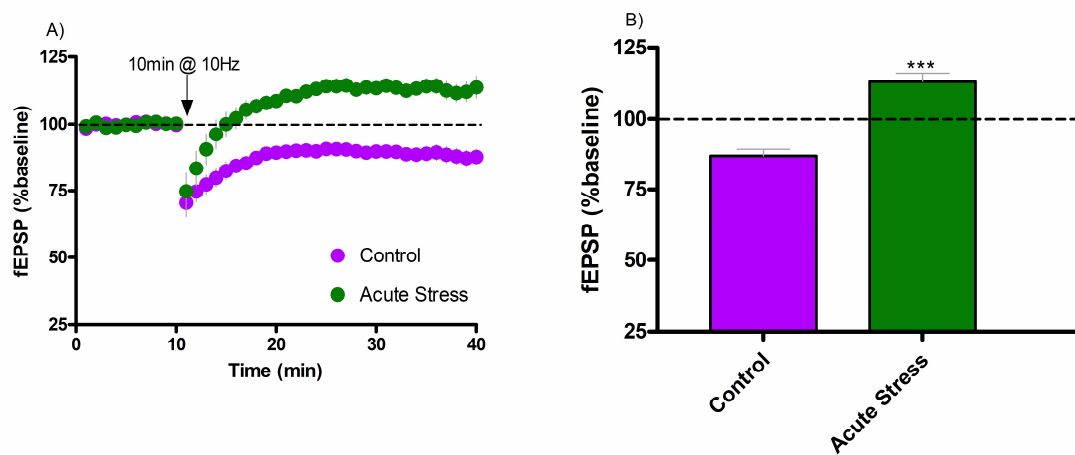 A)
125
10min @ 10Hz
100
75
50
25
fEPSP (%baseline)
Control
Acute Stress
0
10
20
30
40
Time (min)
B)
125
***
100
75
50
25
fEPSP (%baseline)
Control
Acute Stress